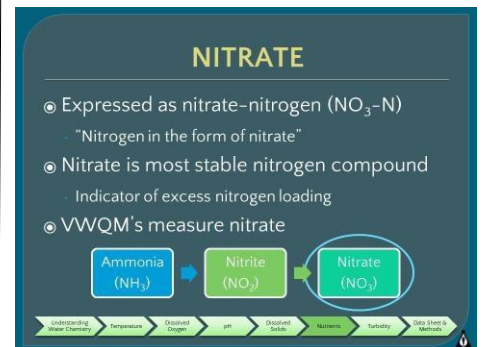 NITRATE
Expressed as nitrate-nitrogen (NO₃-N)
"Nitrogen in the form of nitrate"
Nitrate is most stable nitrogen compound
Indicator of excess nitrogen loading
VWQM's measure nitrate
Ammonia
(NH₃)
Nitrite
(NO₂)
Nitrate
(NO₃)
Understanding
Water Chemistry
Temperature
Dissolved
Oxygen
pH
Dissolved
Solids
Nutrients
Turbidity
Data Sheet &
Methods